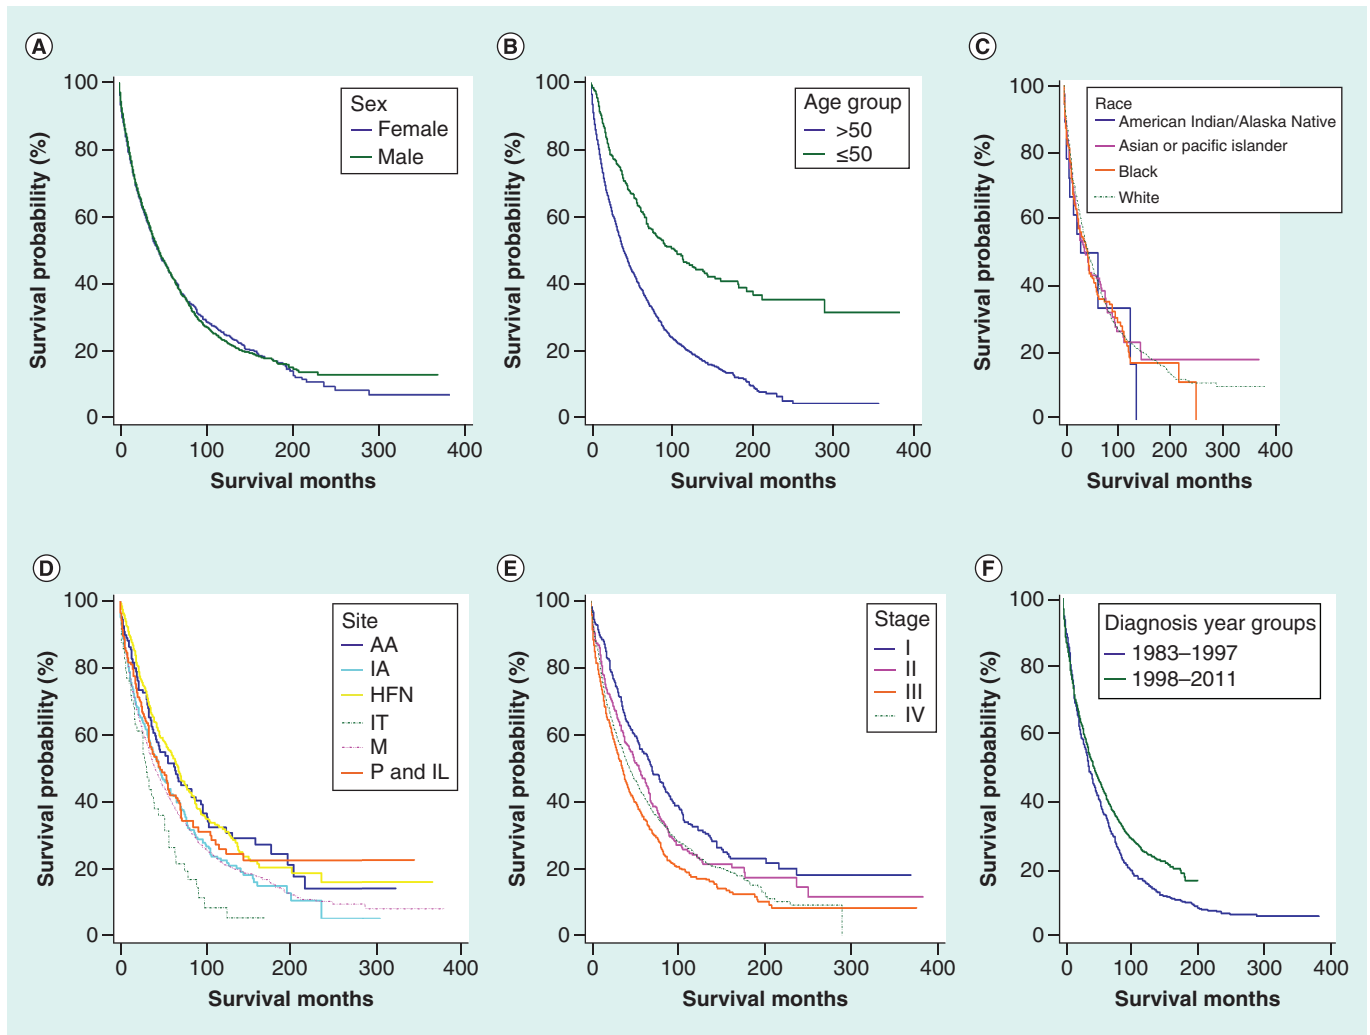 A
Survival probability (%)
100
80
60
40
20
0
Sex
Female
Male
0 100 200 300 400
Survival months
B
Survival probability (%)
100
80
60
40
20
0
Age group
>50
≤50
0 100 200 300 400
Survival months
C
Survival probability (%)
100
80
60
40
20
0
Race
American Indian/Alaska Native
Asian or pacific islander
Black
White
0 100 200 300 400
Survival months
D
Survival probability (%)
100
80
60
40
20
0
Site
AA
IA
HFN
IT
M
P and IL
0 100 200 300 400
Survival months
E
Survival probability (%)
100
80
60
40
20
0
Stage
I
II
III
IV
0 100 200 300 400
Survival months
F
Survival probability (%)
100
80
60
40
20
0
Diagnosis year groups
1983–1997
1998–2011
0 100 200 300 400
Survival months